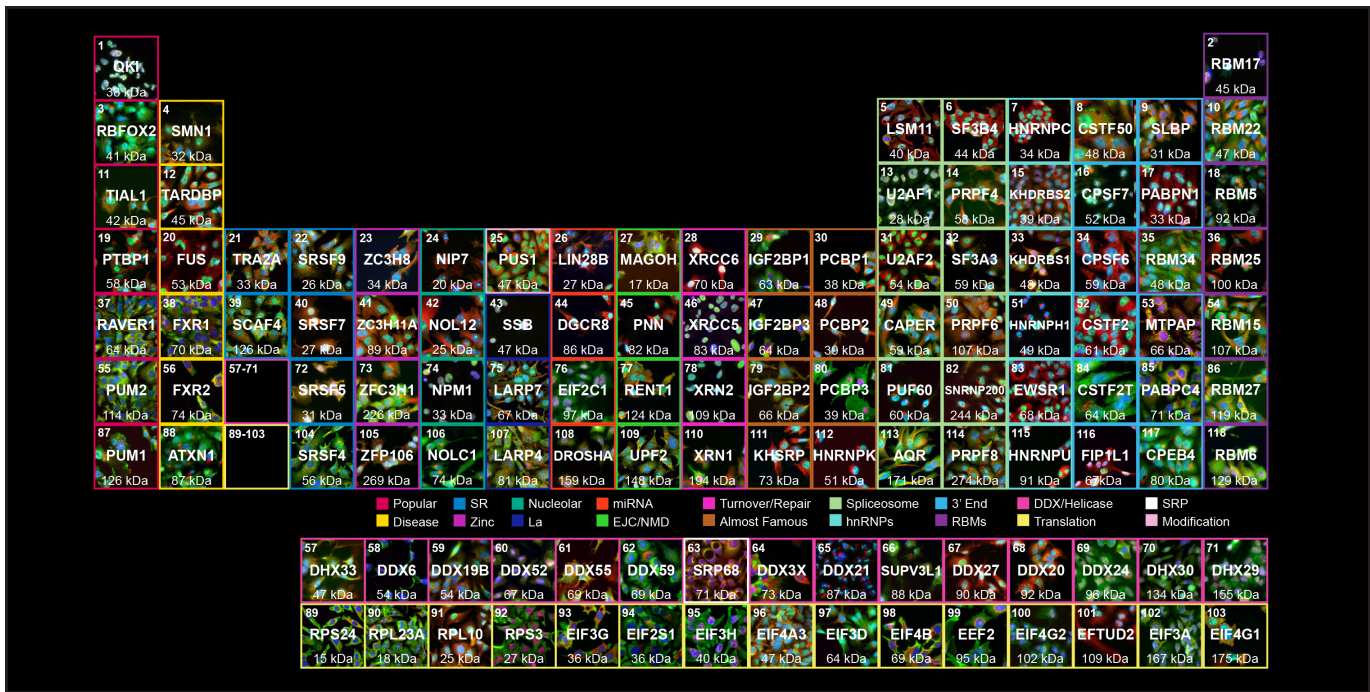 1
QKI
38 kDa
2
RBM17
45 kDa
3
RBFOX2
41 kDa
4
SMN1
32 kDa
5
LSM11
40 kDa
6
SF3B4
44 kDa
7
HNRNPC
34 kDa
8
CSTF50
48 kDa
9
SLBP
31 kDa
10
RBM22
47 kDa
11
TIAL1
42 kDa
12
TARDBP
45 kDa
13
U2AF1
28 kDa
14
PRPF4
58 kDa
15
KHDRBS2
39 kDa
16
CPSF7
52 kDa
17
PABPN1
33 kDa
18
RBM5
92 kDa
19
PTBP1
58 kDa
20
FUS
53 kDa
21
TRA2A
33 kDa
22
SRSF9
26 kDa
23
ZC3H8
34 kDa
24
NIP7
20 kDa
25
PUS1
47 kDa
26
LIN28B
27 kDa
27
MAGOH
17 kDa
28
XRCC6
70 kDa
29
IGF2BP1
63 kDa
30
PCBP1
38 kDa
31
U2AF2
54 kDa
32
SF3A3
59 kDa
33
KHDRBS1
48 kDa
34
CPSF6
59 kDa
35
RBM34
48 kDa
36
RBM25
100 kDa
37
RAVER1
64 kDa
38
FXR1
70 kDa
39
SCAF4
126 kDa
40
SRSF7
27 kDa
41
ZC3H11A
89 kDa
42
NOL12
25 kDa
43
SSB
47 kDa
44
DGCR8
86 kDa
45
PNN
82 kDa
46
XRCC5
83 kDa
47
IGF2BP3
64 kDa
48
PCBP2
39 kDa
49
CAPER
59 kDa
50
PRPF6
107 kDa
51
HNRNPH1
49 kDa
52
CSTF2
61 kDa
53
MTPAP
66 kDa
54
RBM15
107 kDa
55
PUM2
114 kDa
56
FXR2
74 kDa
57-71
72
SRSF5
31 kDa
73
ZFC3H1
226 kDa
74
NPM1
33 kDa
75
LARP7
67 kDa
76
EIF2C1
97 kDa
77
RENT1
124 kDa
78
XRN2
109 kDa
79
IGF2BP2
66 kDa
80
PCBP3
39 kDa
81
PUF60
60 kDa
82
SNRNP200
244 kDa
83
EWSR1
68 kDa
84
CSTF2T
64 kDa
85
PABPC4
71 kDa
86
RBM27
119 kDa
87
PUM1
126 kDa
88
ATXN1
87 kDa
89-103
104
SRSF4
56 kDa
105
ZFP106
269 kDa
106
NOLC1
74 kDa
107
LARP4
81 kDa
108
DROSHA
159 kDa
109
UPF2
148 kDa
110
XRN1
194 kDa
111
KHSRP
73 kDa
112
HNRNPK
51 kDa
113
AQR
171 kDa
114
PRPF8
274 kDa
115
HNRNPU
91 kDa
116
FIP1L1
67 kDa
117
CPEB4
80 kDa
118
RBM6
129 kDa
Popular
SR
Nucleolar
miRNA
Turnover/Repair
Spliceosome
3' End
DDX/Helicase
SRP
Disease
Zinc
La
EJC/NMD
Almost Famous
hnRNPs
RBMs
Translation
Modification
57
DHX33
47 kDa
58
DDX6
54 kDa
59
DDX19B
54 kDa
60
DDX52
67 kDa
61
DDX55
69 kDa
62
DDX59
69 kDa
63
SRP68
71 kDa
64
DDX3X
73 kDa
65
DDX21
87 kDa
66
SUPV3L1
88 kDa
67
DDX27
90 kDa
68
DDX20
92 kDa
69
DDX24
96 kDa
70
DHX30
134 kDa
71
DHX29
155 kDa
89
RPS24
15 kDa
90
RPL23A
18 kDa
91
RPL10
25 kDa
92
RPS3
27 kDa
93
EIF3G
36 kDa
94
EIF2S1
36 kDa
95
EIF3H
40 kDa
96
EIF4A3
47 kDa
97
EIF3D
64 kDa
98
EIF4B
69 kDa
99
EEF2
95 kDa
100
EIF4G2
102 kDa
101
EFTUD2
109 kDa
102
EIF3A
167 kDa
103
EIF4G1
175 kDa